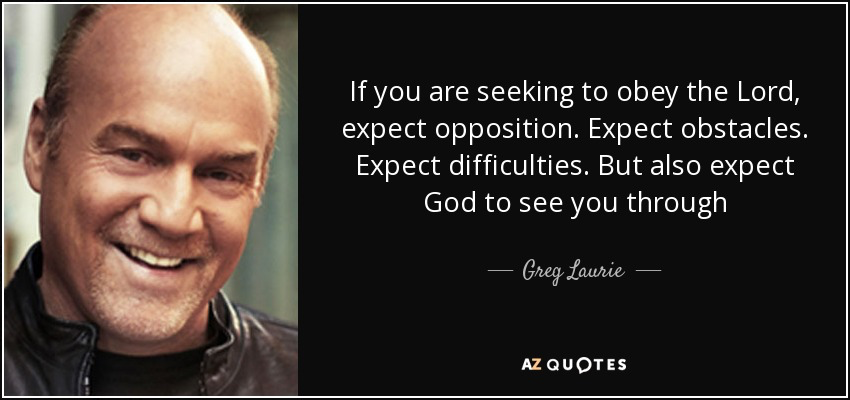 If you are seeking to obey the Lord,
expect opposition. Expect obstacles.
Expect difficulties. But also expect
God to see you through
Greg Laurie
AZ QUOTES